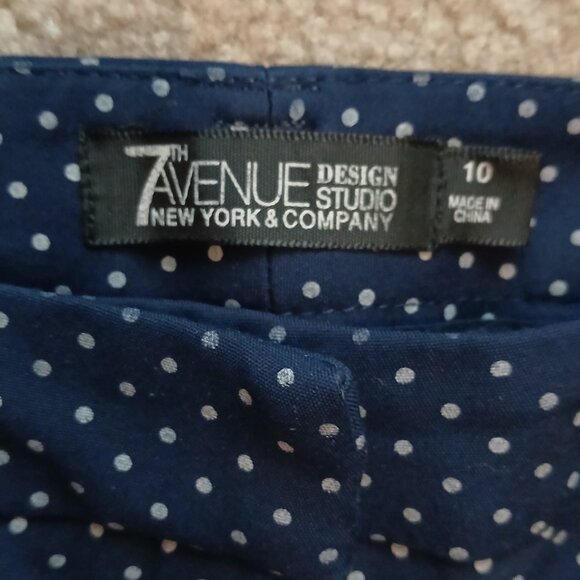 7TH AVENUE DESIGN STUDIO
NEW YORK & COMPANY
10
MADE IN
CHINA